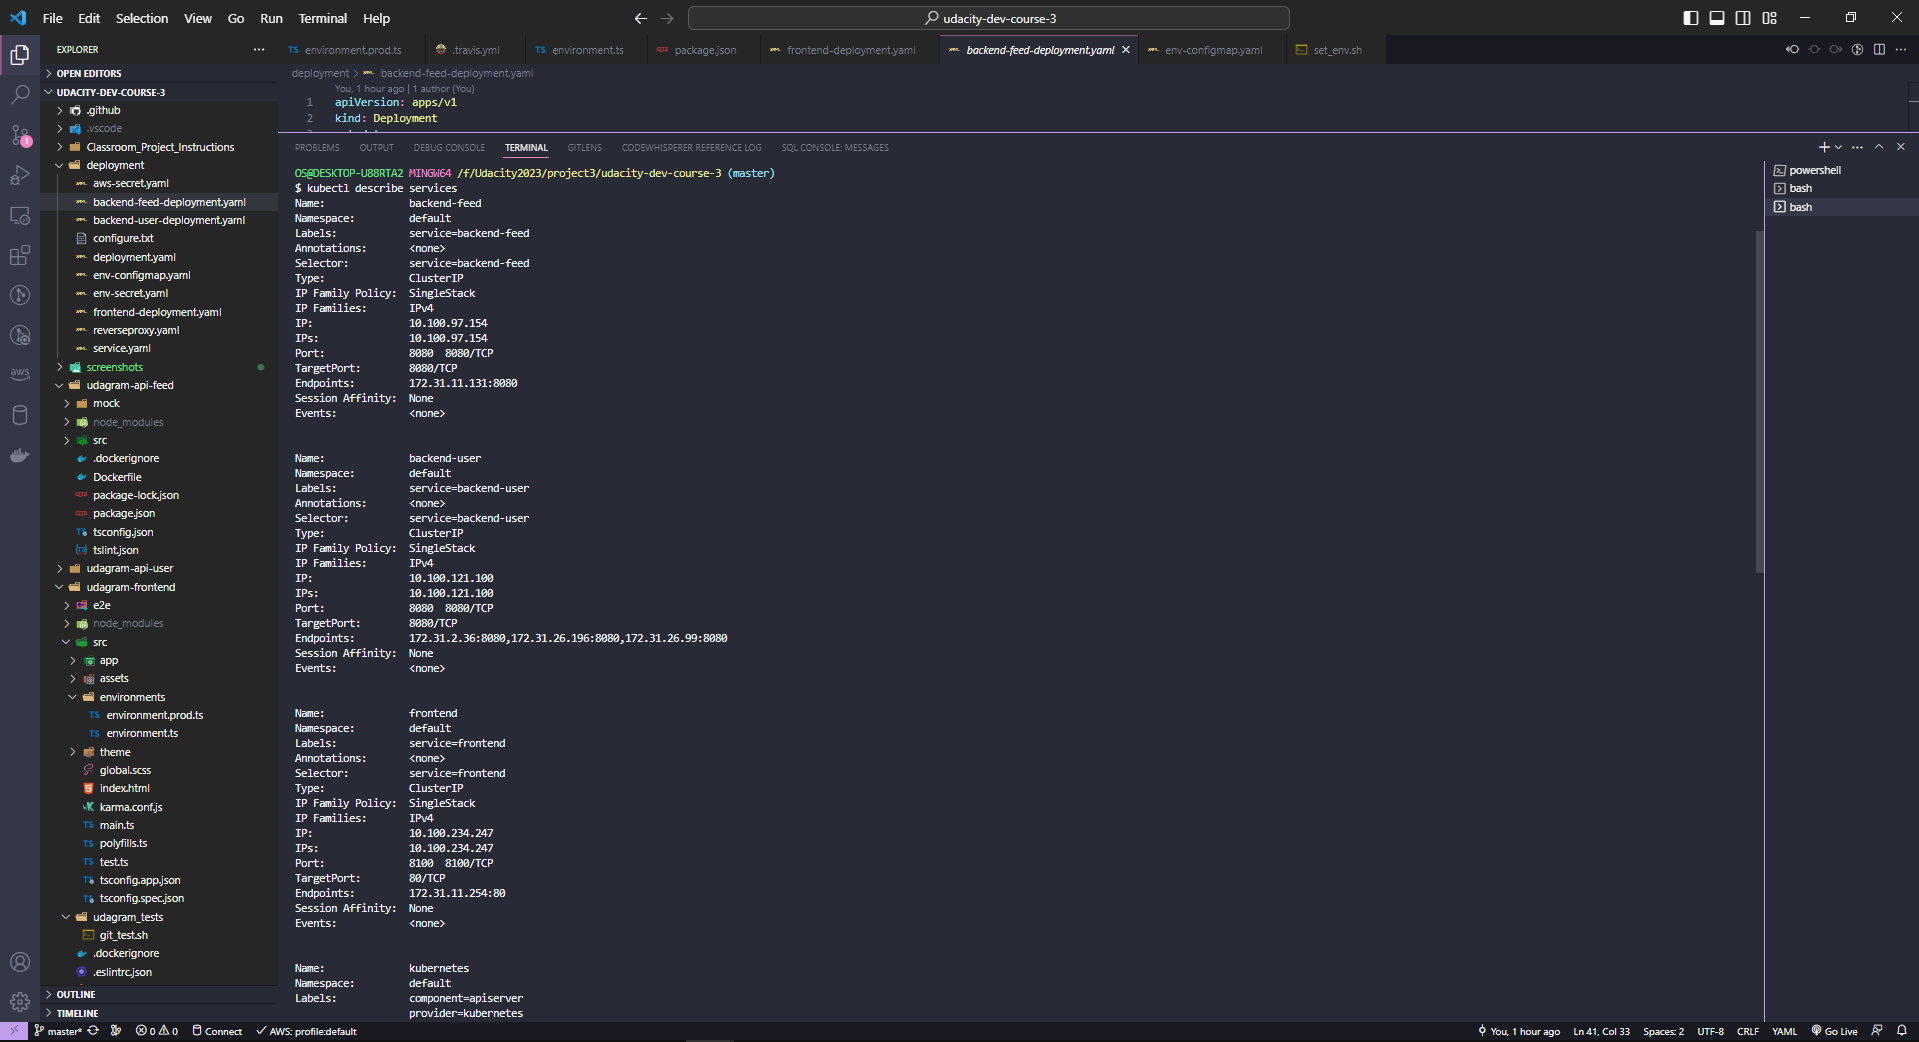 File Edit Selection View Go Run Terminal Help
udacity-dev-course-3
EXPLORER
OPEN EDITORS
UDACITY-DEV-COURSE-3
.github
.vscode
Classroom_Project_Instructions
deployment
aws-secret.yaml
backend-feed-deployment.yaml
backend-user-deployment.yaml
configure.txt
deployment.yaml
env-configmap.yaml
env-secret.yaml
frontend-deployment.yaml
reverseproxy.yaml
service.yaml
screenshots
udagram-api-feed
mock
node_modules
src
.dockerignore
Dockerfile
package-lock.json
package.json
tsconfig.json
tslint.json
udagram-api-user
udagram-frontend
e2e
node_modules
src
app
assets
environments
TS environment.prod.ts
TS environment.ts
theme
global.scss
index.html
karma.conf.js
TS main.ts
TS polyfills.ts
TS test.ts
TS tsconfig.app.json
TS tsconfig.spec.json
udagram_tests
git_test.sh
.dockerignore
.eslintrc.json
OUTLINE
TIMELINE
aws
1
TS environment.prod.ts .travis.yml TS environment.ts package.json frontend-deployment.yaml backend-feed-deployment.yaml env-configmap.yaml set_env.sh
deployment > backend-feed-deployment.yaml
You, 1 hour ago | 1 author (You)
1 apiVersion: apps/v1
2 kind: Deployment
PROBLEMS OUTPUT DEBUG CONSOLE TERMINAL GITLENS CODEWHISPERER REFERENCE LOG SQL CONSOLE: MESSAGES
OS@DESKTOP-U88RTA2 MINGW64 /f/Udacity2023/project3/udacity-dev-course-3 (master)
$ kubectl describe services
Name: backend-feed
Namespace: default
Labels: service=backend-feed
Annotations: <none>
Selector: service=backend-feed
Type: ClusterIP
IP Family Policy: SingleStack
IP Families: IPv4
IP: 10.100.97.154
IPs: 10.100.97.154
Port: 8080 8080/TCP
TargetPort: 8080/TCP
Endpoints: 172.31.11.131:8080
Session Affinity: None
Events: <none>
Name: backend-user
Namespace: default
Labels: service=backend-user
Annotations: <none>
Selector: service=backend-user
Type: ClusterIP
IP Family Policy: SingleStack
IP Families: IPv4
IP: 10.100.121.100
IPs: 10.100.121.100
Port: 8080 8080/TCP
TargetPort: 8080/TCP
Endpoints: 172.31.2.36:8080,172.31.26.196:8080,172.31.26.99:8080
Session Affinity: None
Events: <none>
Name: frontend
Namespace: default
Labels: service=frontend
Annotations: <none>
Selector: service=frontend
Type: ClusterIP
IP Family Policy: SingleStack
IP Families: IPv4
IP: 10.100.234.247
IPs: 10.100.234.247
Port: 8100 8100/TCP
TargetPort: 80/TCP
Endpoints: 172.31.11.254:80
Session Affinity: None
Events: <none>
Name: kubernetes
Namespace: default
Labels: component=apiserver
provider=kubernetes
powershell
bash
bash
master* 0 0 Connect AWS: profile:default You, 1 hour ago Ln 41, Col 33 Spaces: 2 UTF-8 CRLF YAML Go Live